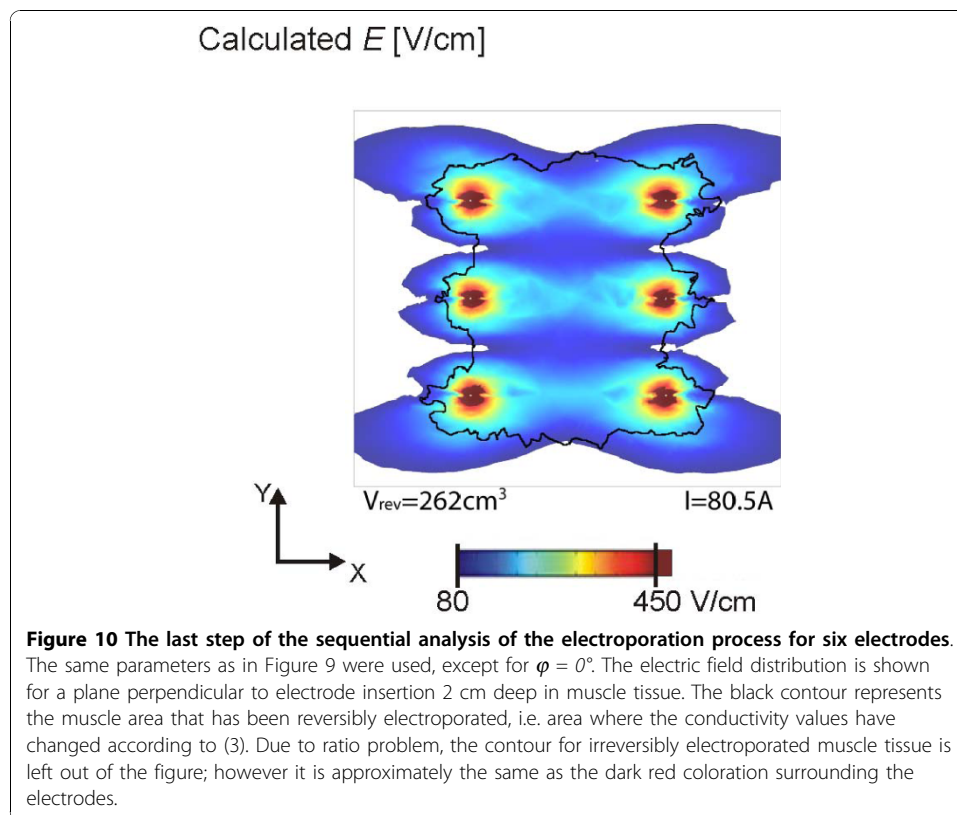 Calculated E [V/cm]
Vrev=262cm³ I=80.5A
Y
X
80 450 V/cm
Figure 10 The last step of the sequential analysis of the electroporation process for six electrodes.
The same parameters as in Figure 9 were used, except for φ = 0°. The electric field distribution is shown
for a plane perpendicular to electrode insertion 2 cm deep in muscle tissue. The black contour represents
the muscle area that has been reversibly electroporated, i.e. area where the conductivity values have
changed according to (3). Due to ratio problem, the contour for irreversibly electroporated muscle tissue is
left out of the figure; however it is approximately the same as the dark red coloration surrounding the
electrodes.